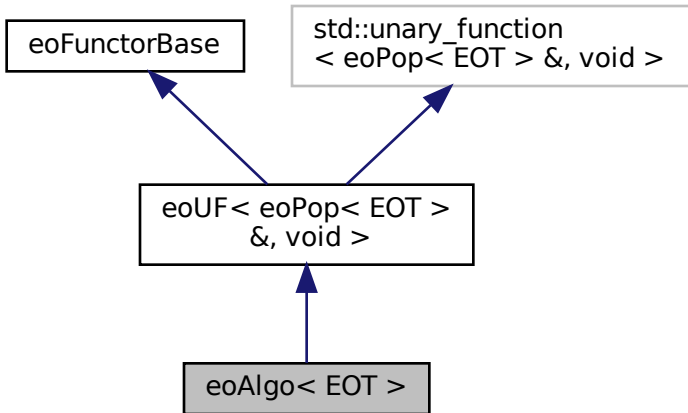 eoFunctorBase
std::unary_function
< eoPop< EOT > &, void >
eoUF< eoPop< EOT >
&, void >
eoAlgo< EOT >